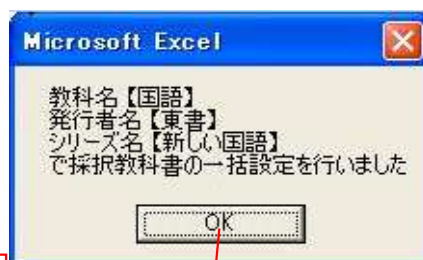 Microsoft Excel
教科名【国語】
発行者名【東書】
シリーズ名【新しい国語】
で採択教科書の一括設定を行いました
OK